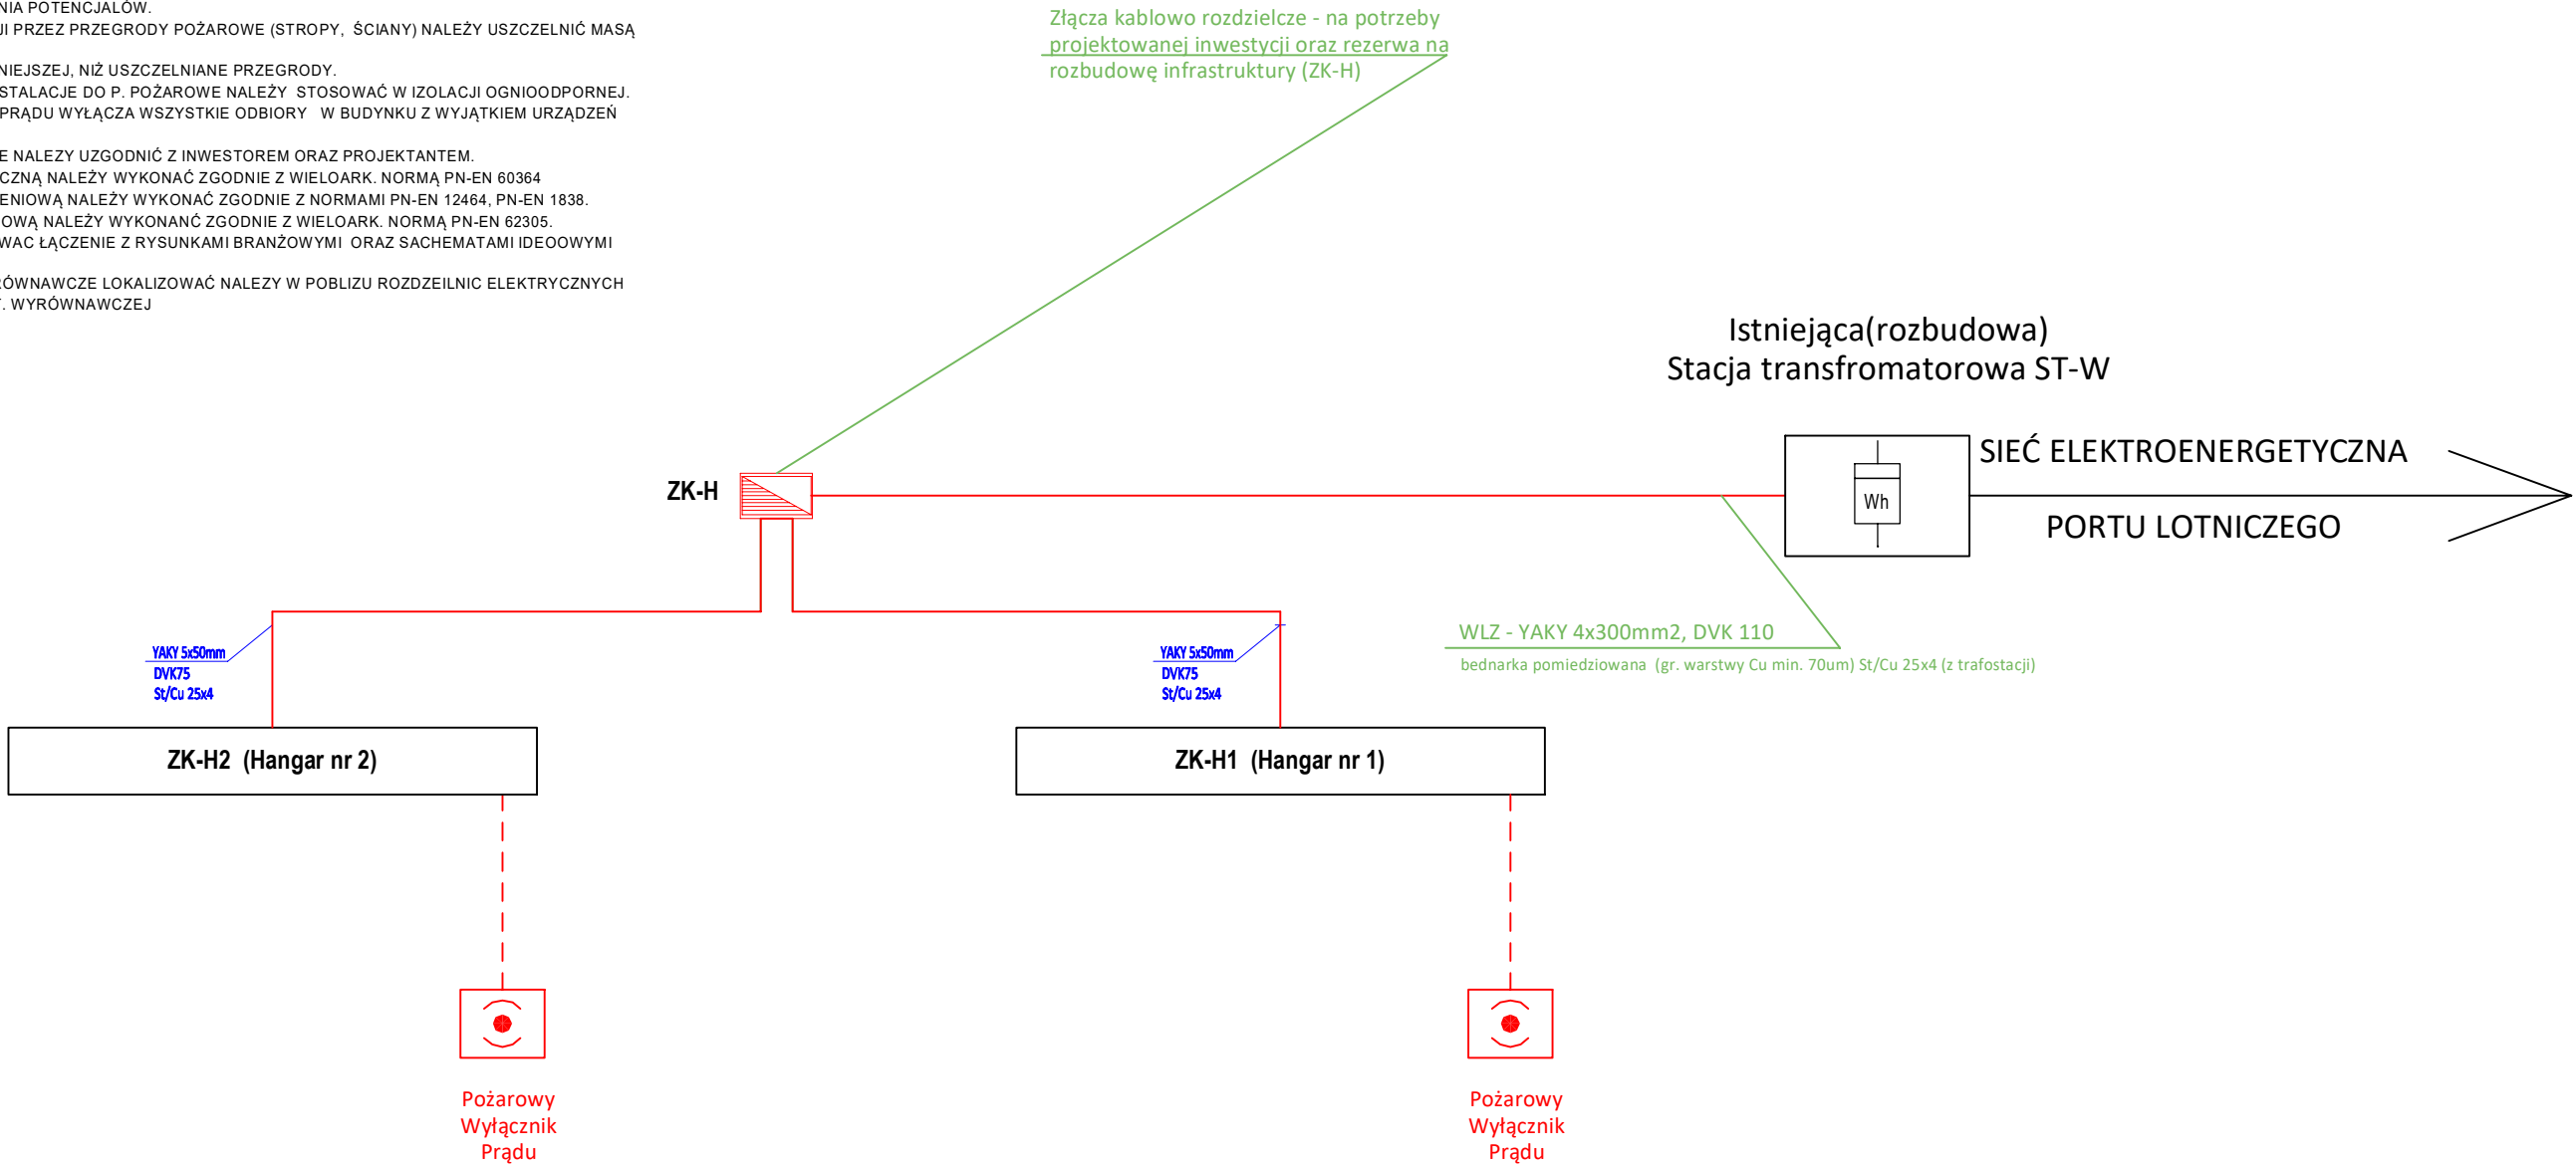 NIA POTENCJALÓW.
JI PRZEZ PRZEGRODY POŻAROWE (STROPY, ŚCIANY) NALEŻY USZCZELNIĆ MASĄ
NIEJSZEJ, NIŻ USZCZELNIANE PRZEGRODY.
STALACJE DO P. POŻAROWE NALEŻY STOSOWAĆ W IZOLACJI OGNIOODPORNEJ.
PRĄDU WYŁĄCZA WSZYSTKIE ODBIORY W BUDYNKU Z WYJĄTKIEM URZĄDZEŃ
E NALEZY UZGODNIĆ Z INWESTOREM ORAZ PROJEKTANTEM.
CZNĄ NALEŻY WYKONAĆ ZGODNIE Z WIELOARK. NORMĄ PN-EN 60364
ENIOWĄ NALEŻY WYKONAĆ ZGODNIE Z NORMAMI PN-EN 12464, PN-EN 1838.
OWĄ NALEŻY WYKONANĆ ZGODNIE Z WIELOARK. NORMĄ PN-EN 62305.
WAC ŁĄCZENIE Z RYSUNKAMI BRANŻOWYMI ORAZ SACHEMATAMI IDEOOWYMI
RÓWNAWCZE LOKALIZOWAĆ NALEZY W POBLIZU ROZDZEILNIC ELEKTRYCZNYCH
T. WYRÓWNAWCZEJ
Złącza kablowo rozdzielcze - na potrzeby
projektowanej inwestycji oraz rezerwa na
rozbudowę infrastruktury (ZK-H)
Istniejąca(rozbudowa)
Stacja transfromatorowa ST-W
ZK-H
Wh
SIEĆ ELEKTROENERGETYCZNA
PORTU LOTNICZEGO
YAKY 5x50mm
DVK75
St/Cu 25x4
YAKY 5x50mm
DVK75
St/Cu 25x4
WLZ - YAKY 4x300mm2, DVK 110
bednarka pomiedziowana (gr. warstwy Cu min. 70um) St/Cu 25x4 (z trafostacji)
ZK-H2 (Hangar nr 2)
ZK-H1 (Hangar nr 1)
Pożarowy
Wyłącznik
Prądu
Pożarowy
Wyłącznik
Prądu